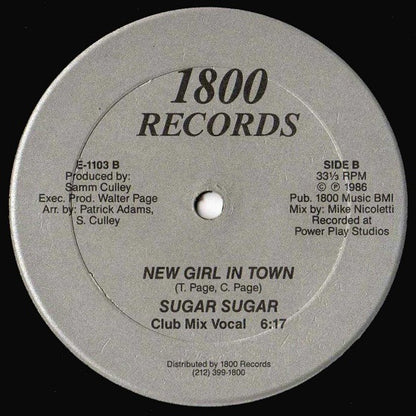 1800
RECORDS
E-1103 B
Produced by:
Samm Culley
Exec. Prod. Walter Page
Arr. by: Patrick Adams,
S. Culley
SIDE B
33⅓ RPM
© ℗ 1986
Pub. 1800 Music BMI
Mix by: Mike Nicoletti
Recorded at
Power Play Studios
NEW GIRL IN TOWN
(T. Page, C. Page)
SUGAR SUGAR
Club Mix Vocal 6:17
Distributed by 1800 Records
(212) 399-1800